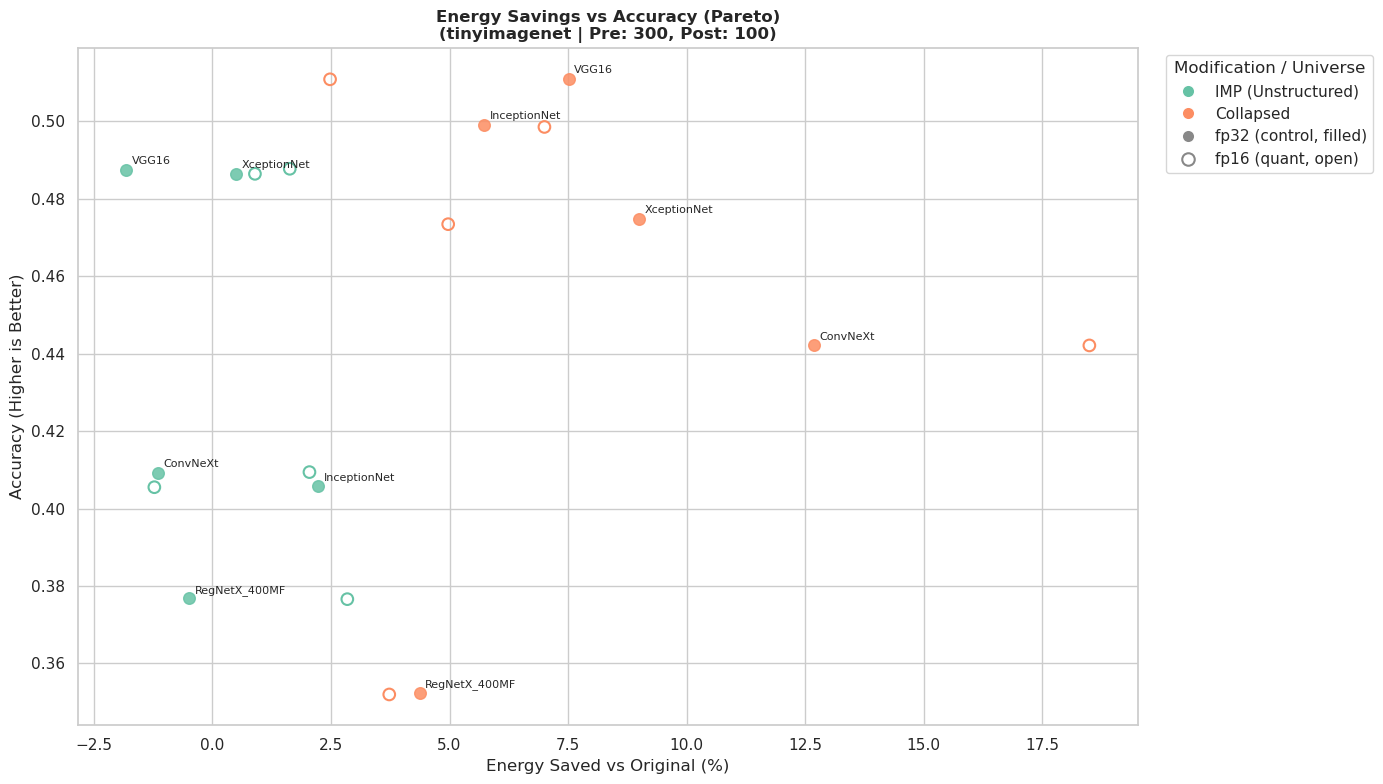 Energy Savings vs Accuracy (Pareto)
(tinyimagenet | Pre: 300, Post: 100)
Modification / Universe
IMP (Unstructured)
Collapsed
fp32 (control, filled)
fp16 (quant, open)
Accuracy (Higher is Better)
0.50
0.48
0.46
0.44
0.42
0.40
0.38
0.36
VGG16
InceptionNet
VGG16
XceptionNet
XceptionNet
ConvNeXt
ConvNeXt
InceptionNet
RegNetX_400MF
RegNetX_400MF
−2.5
0.0
2.5
5.0
7.5
10.0
12.5
15.0
17.5
Energy Saved vs Original (%)